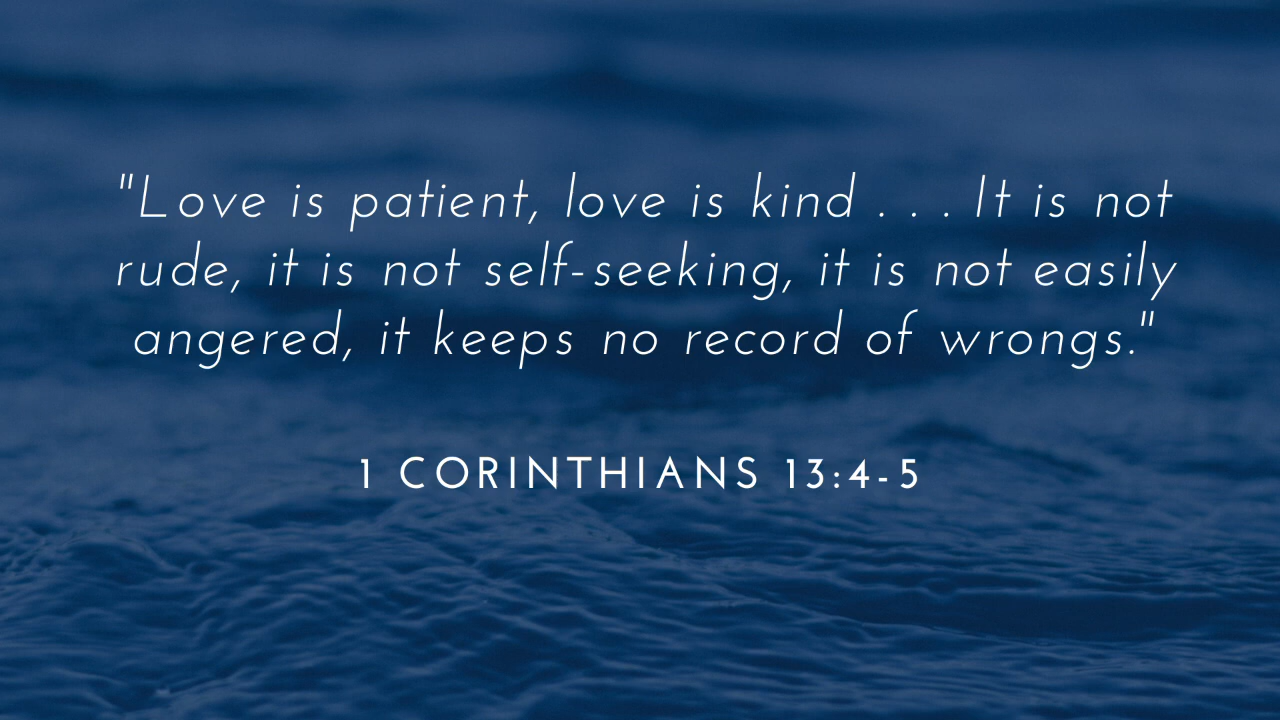 "Love is patient, love is kind . . . It is not
rude, it is not self-seeking, it is not easily
angered, it keeps no record of wrongs."
1 CORINTHIANS 13:4-5